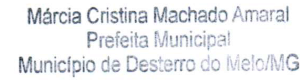 Márcia Cristina Machado Amaral
Prefeita Municipal
Município de Desterro do Melo/MG